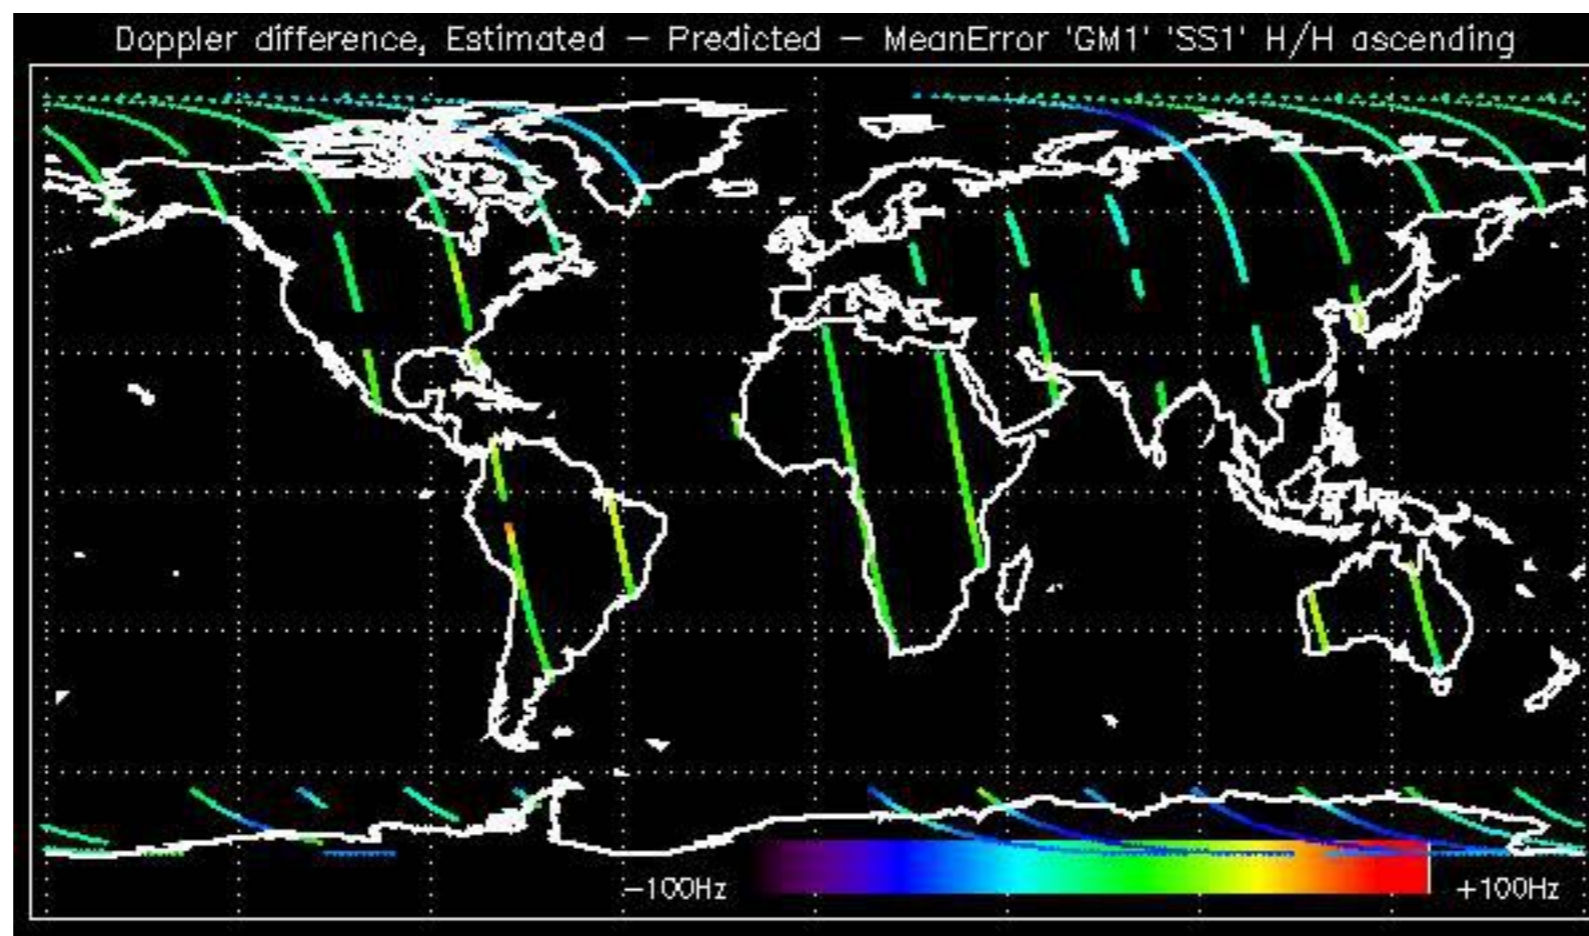 Doppler difference, Estimated – Predicted – MeanError 'GM1' 'SS1' H/H ascending
–100Hz +100Hz